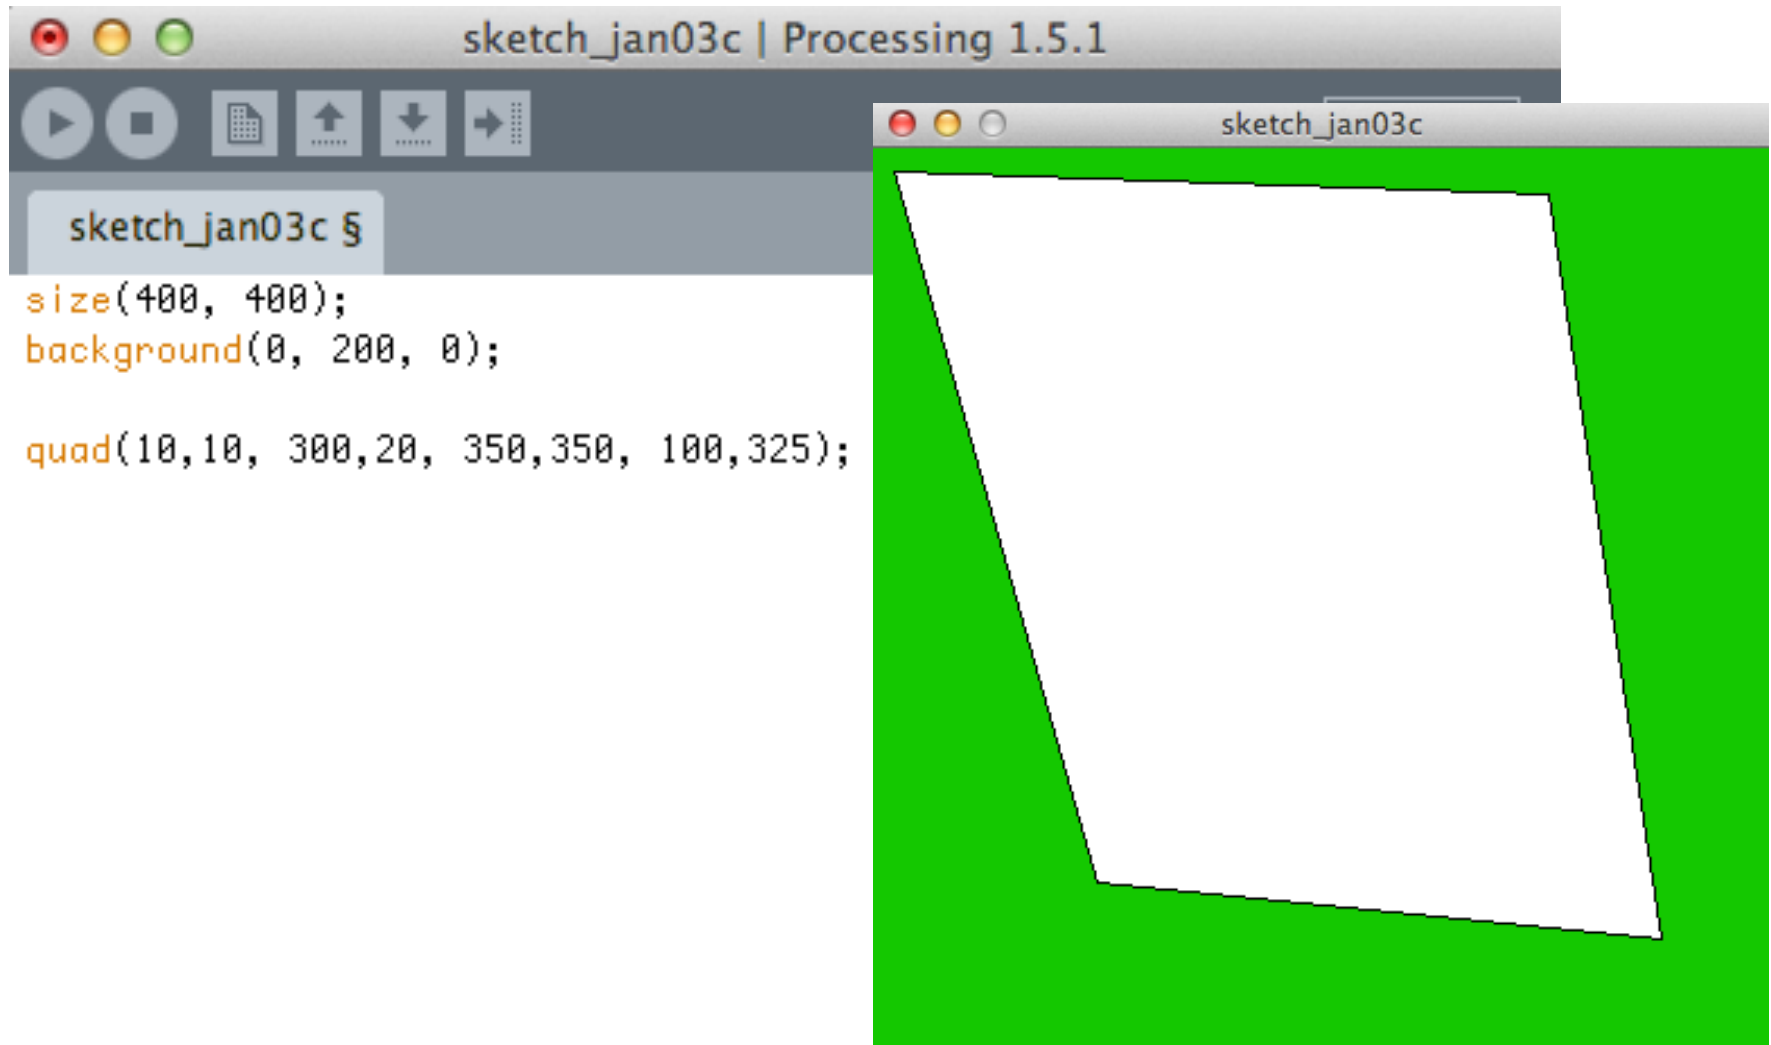 sketch_jan03c | Processing 1.5.1
sketch_jan03c
sketch_jan03c §
size(400, 400);
background(0, 200, 0);
quad(10,10, 300,20, 350,350, 100,325);